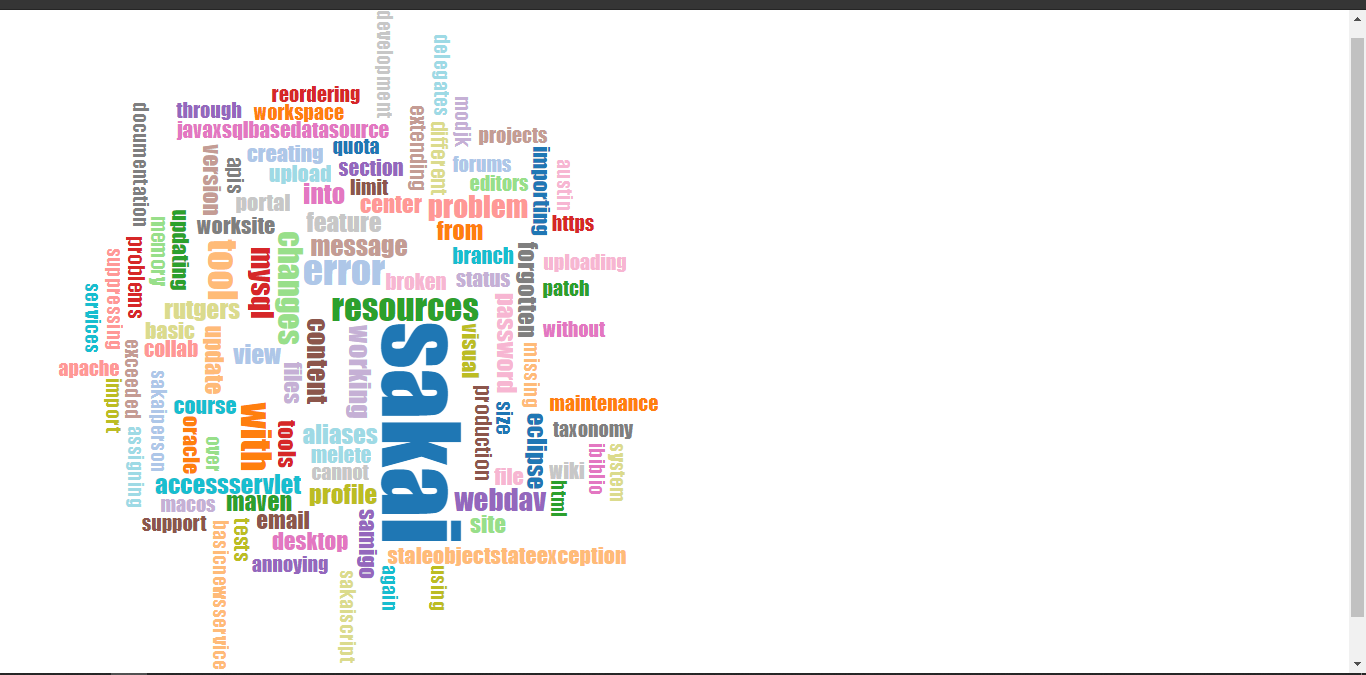 development
delegates
reordering
through
workspace
documentation
modjk
extending
javaxsqlbasedatasource
different
projects
quota
creating
version
apis
section
forums
importing
austin
upload
limit
editors
into
portal
center
problem
https
worksite
feature
from
memory
updating
message
changes
branch
forgotten
problems
tool
mysql
error
broken
status
uploading
suppressing
services
patch
rutgers
resources
password
basic
content
working
sakai
visual
without
exceeded
collab
update
view
files
missing
apache
import
sakaiperson
course
with
production
size
maintenance
oracle
tools
aliases
eclipse
taxonomy
assigning
over
melete
ibiblio
system
cannot
file
wiki
accessservlet
html
macos
maven
profile
webdav
support
tests
email
samigo
site
basicnewsservice
desktop
staleobjectstateexception
annoying
again
using
sakaiscript